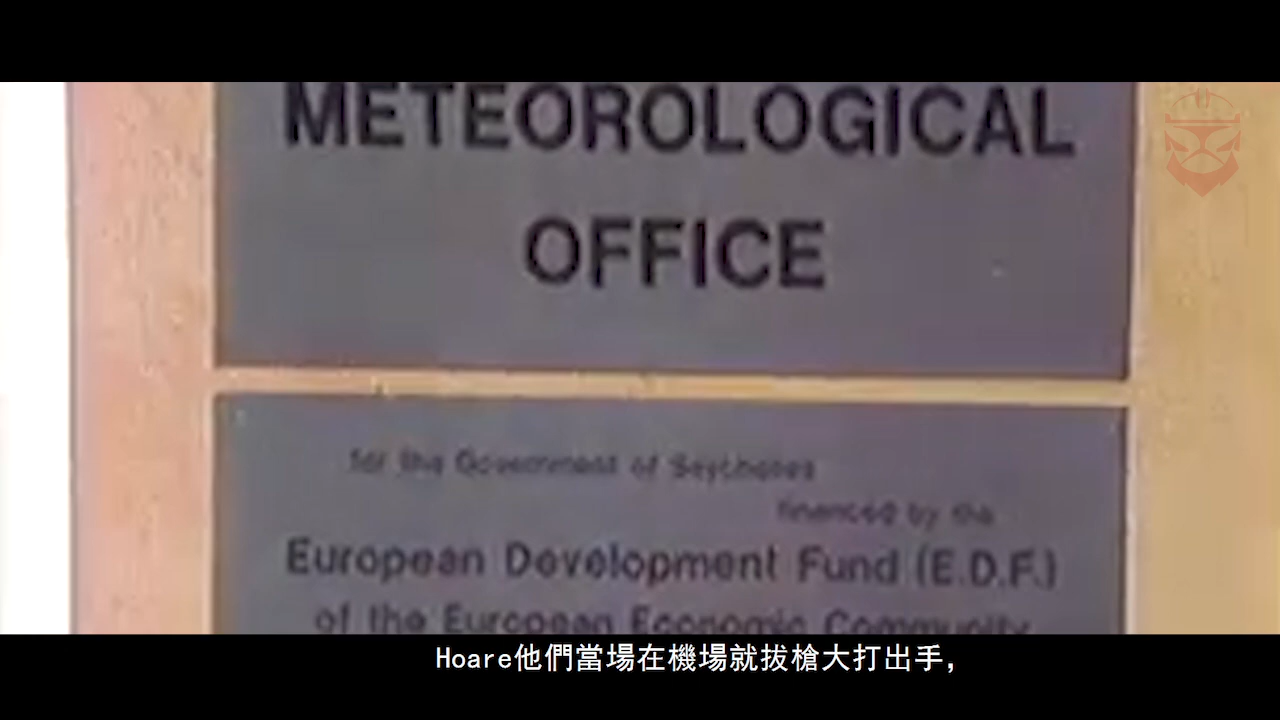 METEOROLOGICAL
OFFICE
for the Government of Seychelles
financed by the
European Development Fund (E.D.F.)
of the European Economic Community
Hoare他們當場在機場就拔槍大打出手,